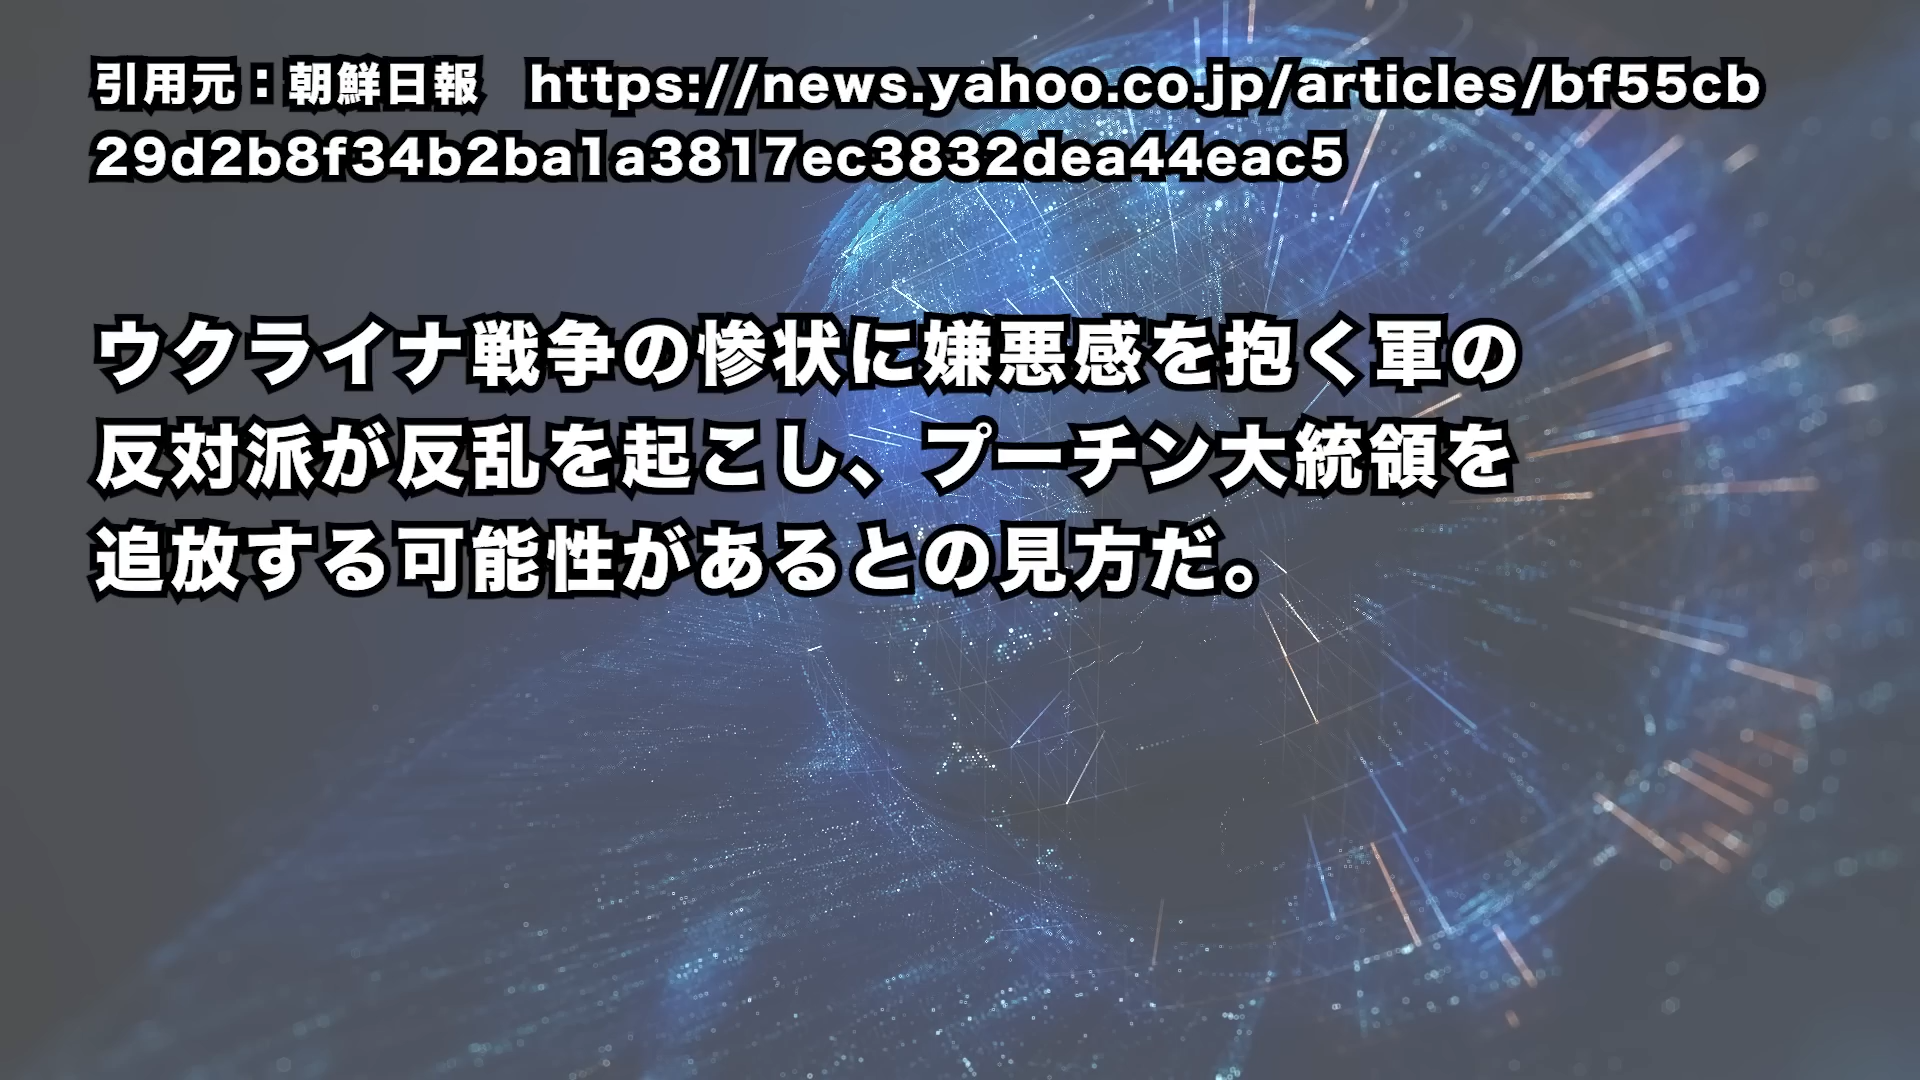 引用元：朝鮮日報　https://news.yahoo.co.jp/articles/bf55cb
29d2b8f34b2ba1a3817ec3832dea44eac5
ウクライナ戦争の惨状に嫌悪感を抱く軍の
反対派が反乱を起こし、プーチン大統領を
追放する可能性があるとの見方だ。